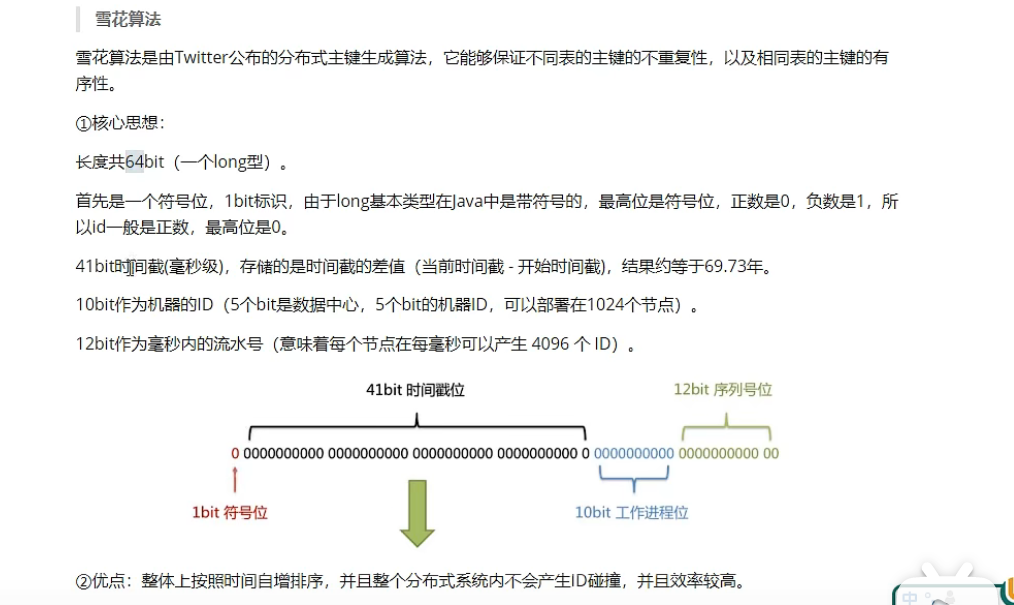 雪花算法
雪花算法是由Twitter公布的分布式主键生成算法，它能够保证不同表的主键的不重复性，以及相同表的主键的有
序性。
①核心思想：
长度共64bit（一个long型）。
首先是一个符号位，1bit标识，由于long基本类型在Java中是带符号的，最高位是符号位，正数是0，负数是1，所
以id一般是正数，最高位是0。
41bit时间截(毫秒级)，存储的是时间截的差值（当前时间截 - 开始时间截)，结果约等于69.73年。
10bit作为机器的ID（5个bit是数据中心，5个bit的机器ID，可以部署在1024个节点）。
12bit作为毫秒内的流水号（意味着每个节点在每毫秒可以产生 4096 个 ID）。
41bit 时间戳位
12bit 序列号位
0 0000000000 0000000000 0000000000 0000000000 0 0000000000 0000000000 00
1bit 符号位
10bit 工作进程位
②优点：整体上按照时间自增排序，并且整个分布式系统内不会产生ID碰撞，并且效率较高。
中